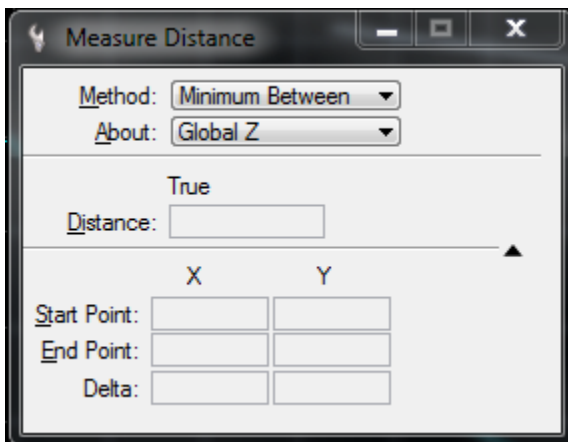 Measure Distance
Method: Minimum Between
About: Global Z
True
Distance:
X Y
Start Point:
End Point:
Delta: